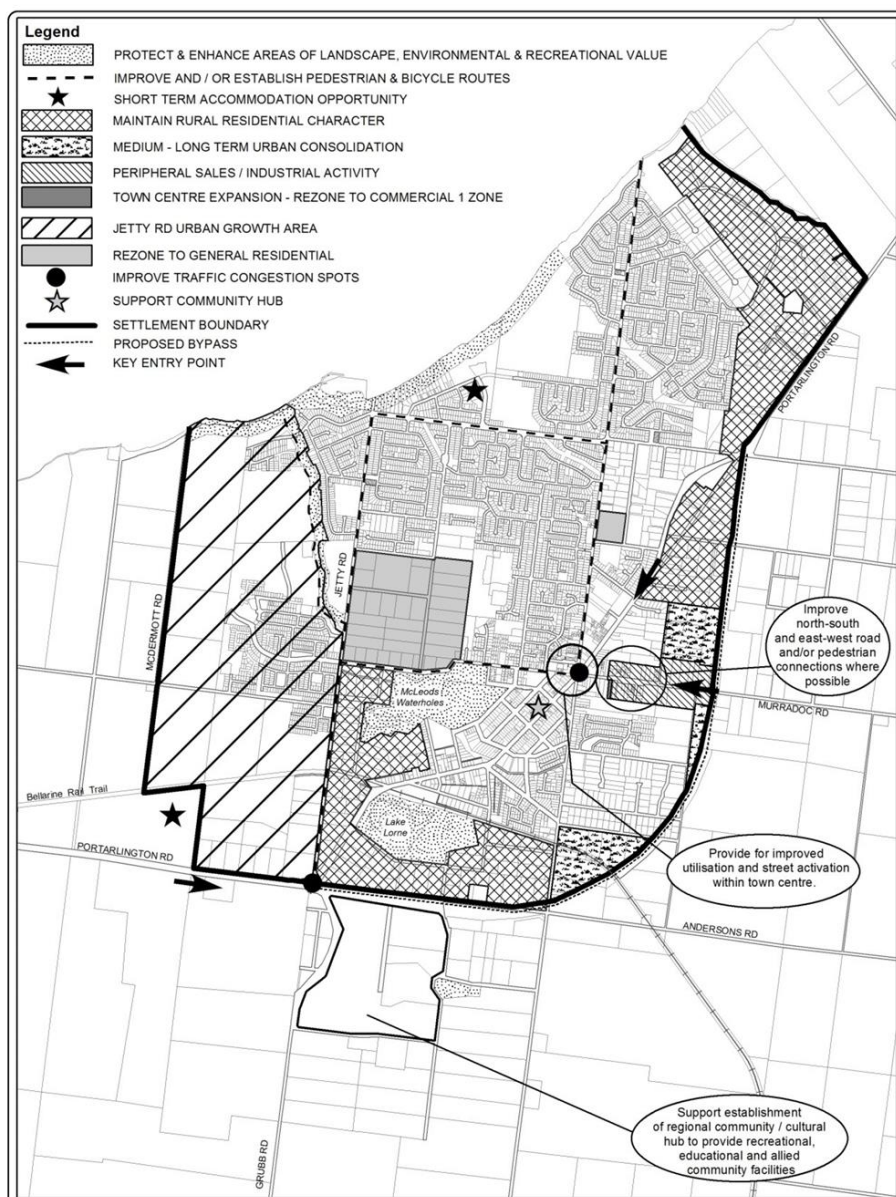 Legend
PROTECT & ENHANCE AREAS OF LANDSCAPE, ENVIRONMENTAL & RECREATIONAL VALUE
IMPROVE AND / OR ESTABLISH PEDESTRIAN & BICYCLE ROUTES
SHORT TERM ACCOMMODATION OPPORTUNITY
MAINTAIN RURAL RESIDENTIAL CHARACTER
MEDIUM - LONG TERM URBAN CONSOLIDATION
PERIPHERAL SALES / INDUSTRIAL ACTIVITY
TOWN CENTRE EXPANSION - REZONE TO COMMERCIAL 1 ZONE
JETTY RD URBAN GROWTH AREA
REZONE TO GENERAL RESIDENTIAL
IMPROVE TRAFFIC CONGESTION SPOTS
SUPPORT COMMUNITY HUB
SETTLEMENT BOUNDARY
PROPOSED BYPASS
KEY ENTRY POINT
PORTARLINGTON RD
JETTY RD
MCDERMOTT RD
Improve
north-south
and east-west road
and/or pedestrian
connections where
possible
McLeods
Waterholes
MURRADOC RD
Bellarine Rail Trail
Lake
Lorne
PORTARLINGTON RD
Provide for improved
utilisation and street activation
within town centre.
ANDERSONS RD
Support establishment
of regional community / cultural
hub to provide recreational,
educational and allied
community facilities
GRUBB RD